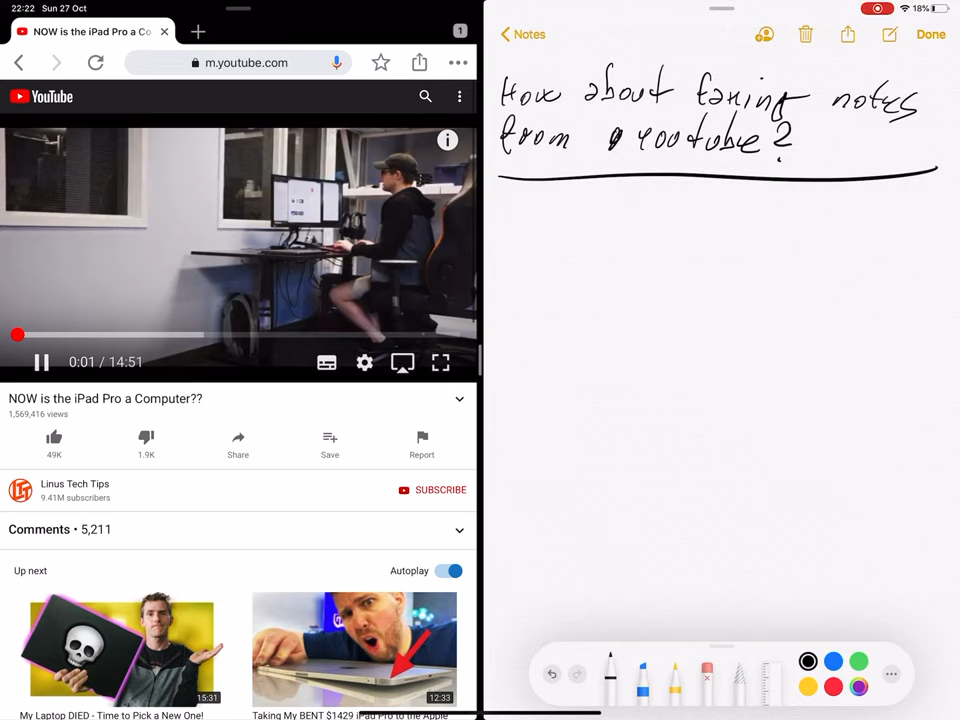 22:22 Sun 27 Oct
NOW is the iPad Pro a Co
1
m.youtube.com
YouTube
0:01 / 14:51
NOW is the iPad Pro a Computer??
1,569,416 views
49K
1.9K
Share
Save
Report
Linus Tech Tips
9.41M subscribers
SUBSCRIBE
Comments • 5,211
Up next
Autoplay
15:31
12:33
My Laptop DIED - Time to Pick a New One!
Taking My BENT $1429 iPad Pro to the Apple
18%
Notes
Done
How about taking notes
from youtube?